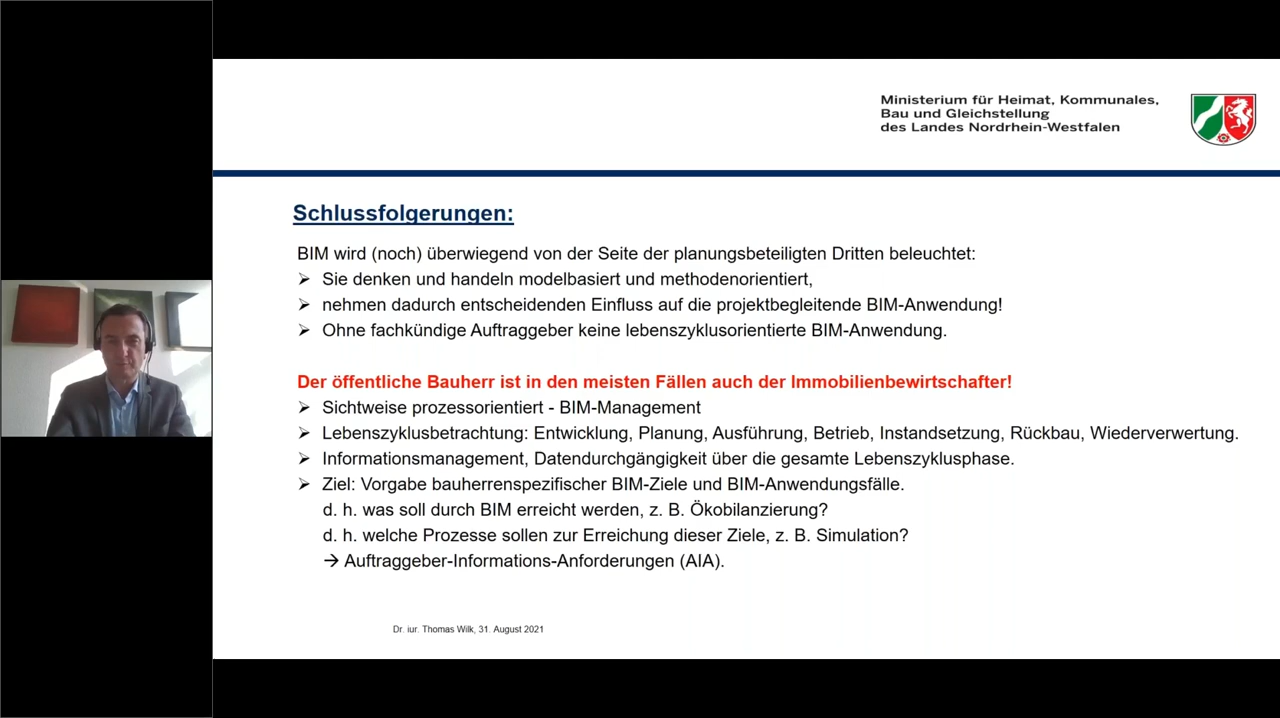 Ministerium für Heimat, Kommunales,
Bau und Gleichstellung
des Landes Nordrhein-Westfalen
Schlussfolgerungen:
BIM wird (noch) überwiegend von der Seite der planungsbeteiligten Dritten beleuchtet:
➢ Sie denken und handeln modelbasiert und methodenorientiert,
➢ nehmen dadurch entscheidenden Einfluss auf die projektbegleitende BIM-Anwendung!
➢ Ohne fachkündige Auftraggeber keine lebenszyklusorientierte BIM-Anwendung.
Der öffentliche Bauherr ist in den meisten Fällen auch der Immobilienbewirtschafter!
➢ Sichtweise prozessorientiert - BIM-Management
➢ Lebenszyklusbetrachtung: Entwicklung, Planung, Ausführung, Betrieb, Instandsetzung, Rückbau, Wiederverwertung.
➢ Informationsmanagement, Datendurchgängigkeit über die gesamte Lebenszyklusphase.
➢ Ziel: Vorgabe bauherrenspezifischer BIM-Ziele und BIM-Anwendungsfälle.
d. h. was soll durch BIM erreicht werden, z. B. Ökobilanzierung?
d. h. welche Prozesse sollen zur Erreichung dieser Ziele, z. B. Simulation?
→ Auftraggeber-Informations-Anforderungen (AIA).
Dr. iur. Thomas Wilk, 31. August 2021